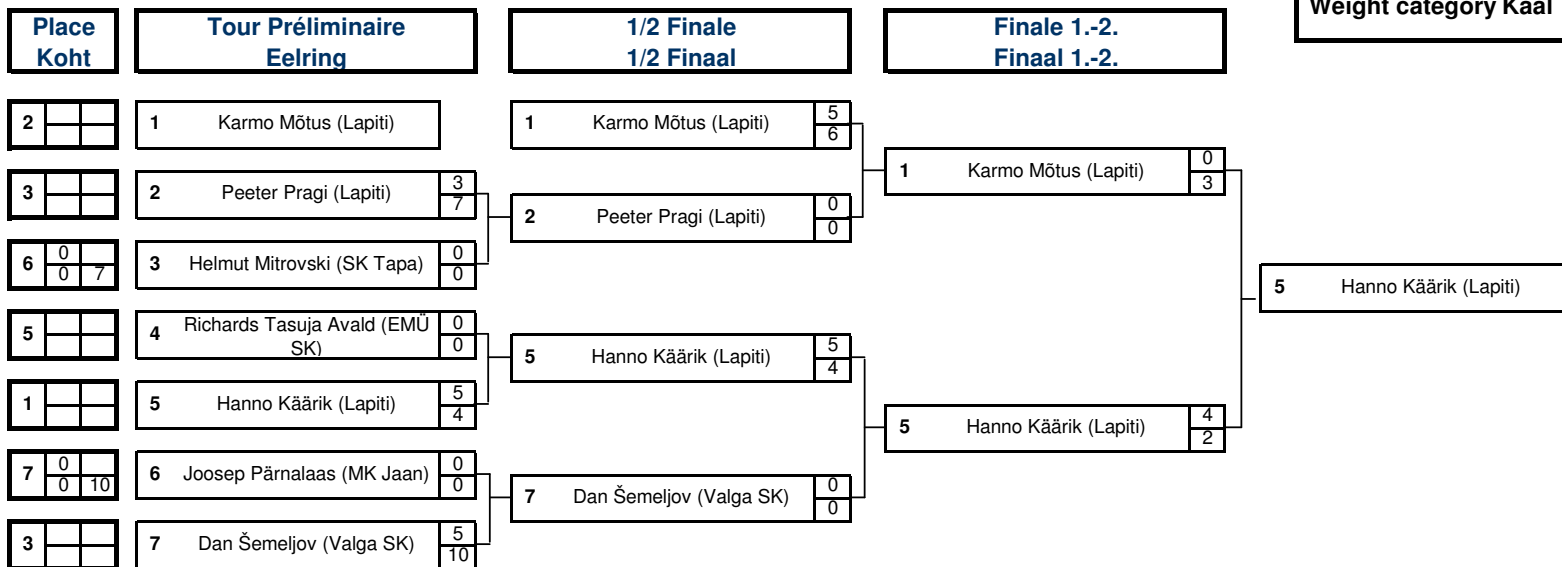 Weight category Kaal
Place Tour Préliminaire 1/2 Finale Finale 1.-2.
Koht Eelring 1/2 Finaal Finaal 1.-2.
2 1 Karmo Mõtus (Lapiti) 1 Karmo Mõtus (Lapiti) 5
6
1 Karmo Mõtus (Lapiti) 0
3
3 2 Peeter Pragi (Lapiti) 3
7
2 Peeter Pragi (Lapiti) 0
0
6 0 3 Helmut Mitrovski (SK Tapa) 0
0 7 0
5 Hanno Käärik (Lapiti)
5 4 Richards Tasuja Avald (EMÜ 0
SK) 0
5 Hanno Käärik (Lapiti) 5
4
1 5 Hanno Käärik (Lapiti) 5
4
5 Hanno Käärik (Lapiti) 4
2
7 0 6 Joosep Pärnalaas (MK Jaan) 0
0 10 0
7 Dan Šemeljov (Valga SK) 0
0
3 7 Dan Šemeljov (Valga SK) 5
10